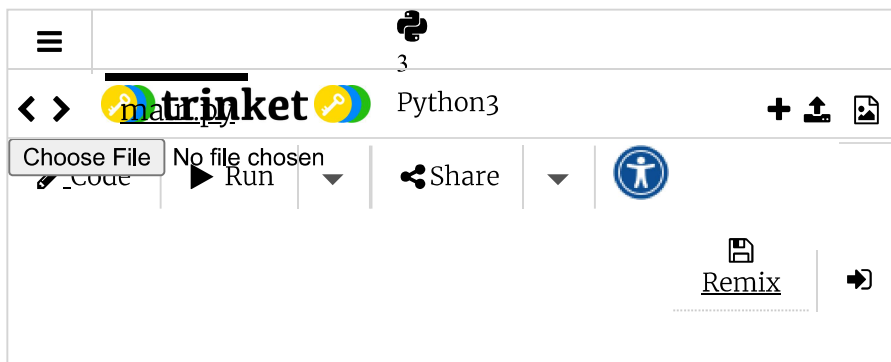 3
Python3
trinket
main.py
Choose File No file chosen
Code Run Share
Remix